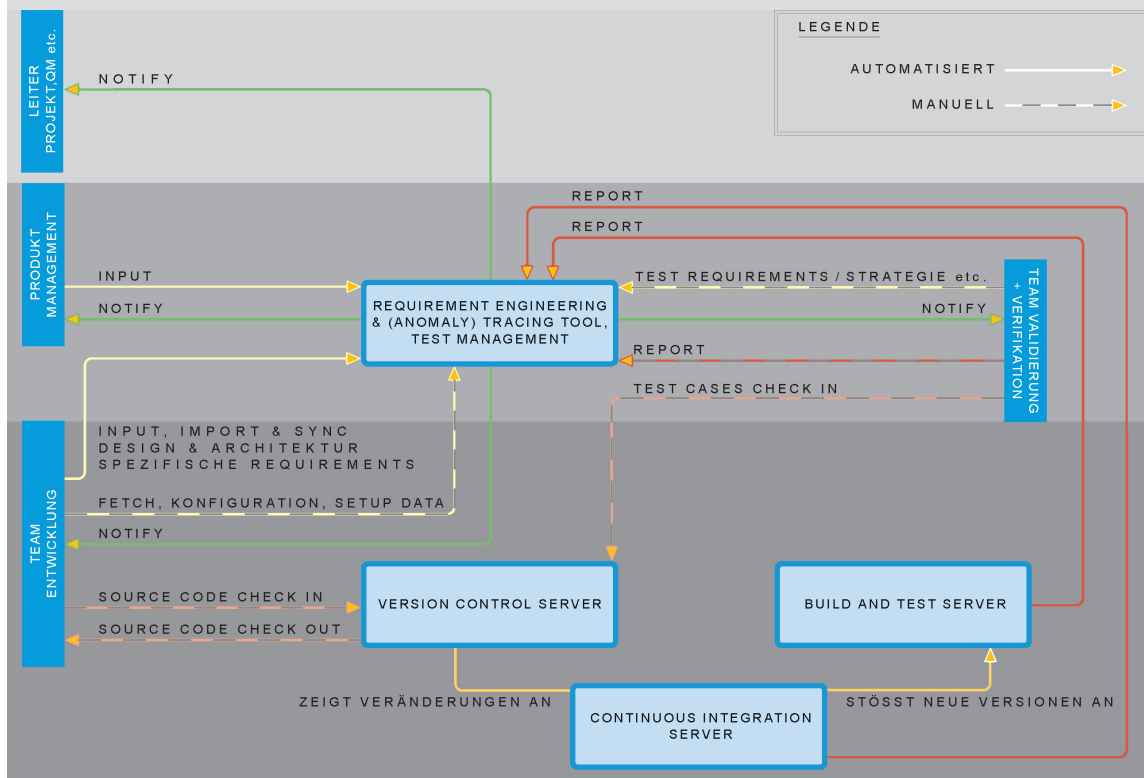 LEITER
PROJEKT,QM etc.
NOTIFY
LEGENDE
AUTOMATISIERT
MANUELL
PRODUKT
MANAGEMENT
REPORT
REPORT
INPUT
NOTIFY
REQUIREMENT ENGINEERING
& (ANOMALY) TRACING TOOL,
TEST MANAGEMENT
TEST REQUIREMENTS / STRATEGIE etc.
NOTIFY
REPORT
TEST CASES CHECK IN
TEAM VALIDIERUNG
+ VERIFIKATION
TEAM
ENTWICKLUNG
INPUT, IMPORT & SYNC
DESIGN & ARCHITEKTUR
SPEZIFISCHE REQUIREMENTS
FETCH, KONFIGURATION, SETUP DATA
NOTIFY
SOURCE CODE CHECK IN
SOURCE CODE CHECK OUT
VERSION CONTROL SERVER
BUILD AND TEST SERVER
ZEIGT VERÄNDERUNGEN AN
STÖSST NEUE VERSIONEN AN
CONTINUOUS INTEGRATION
SERVER